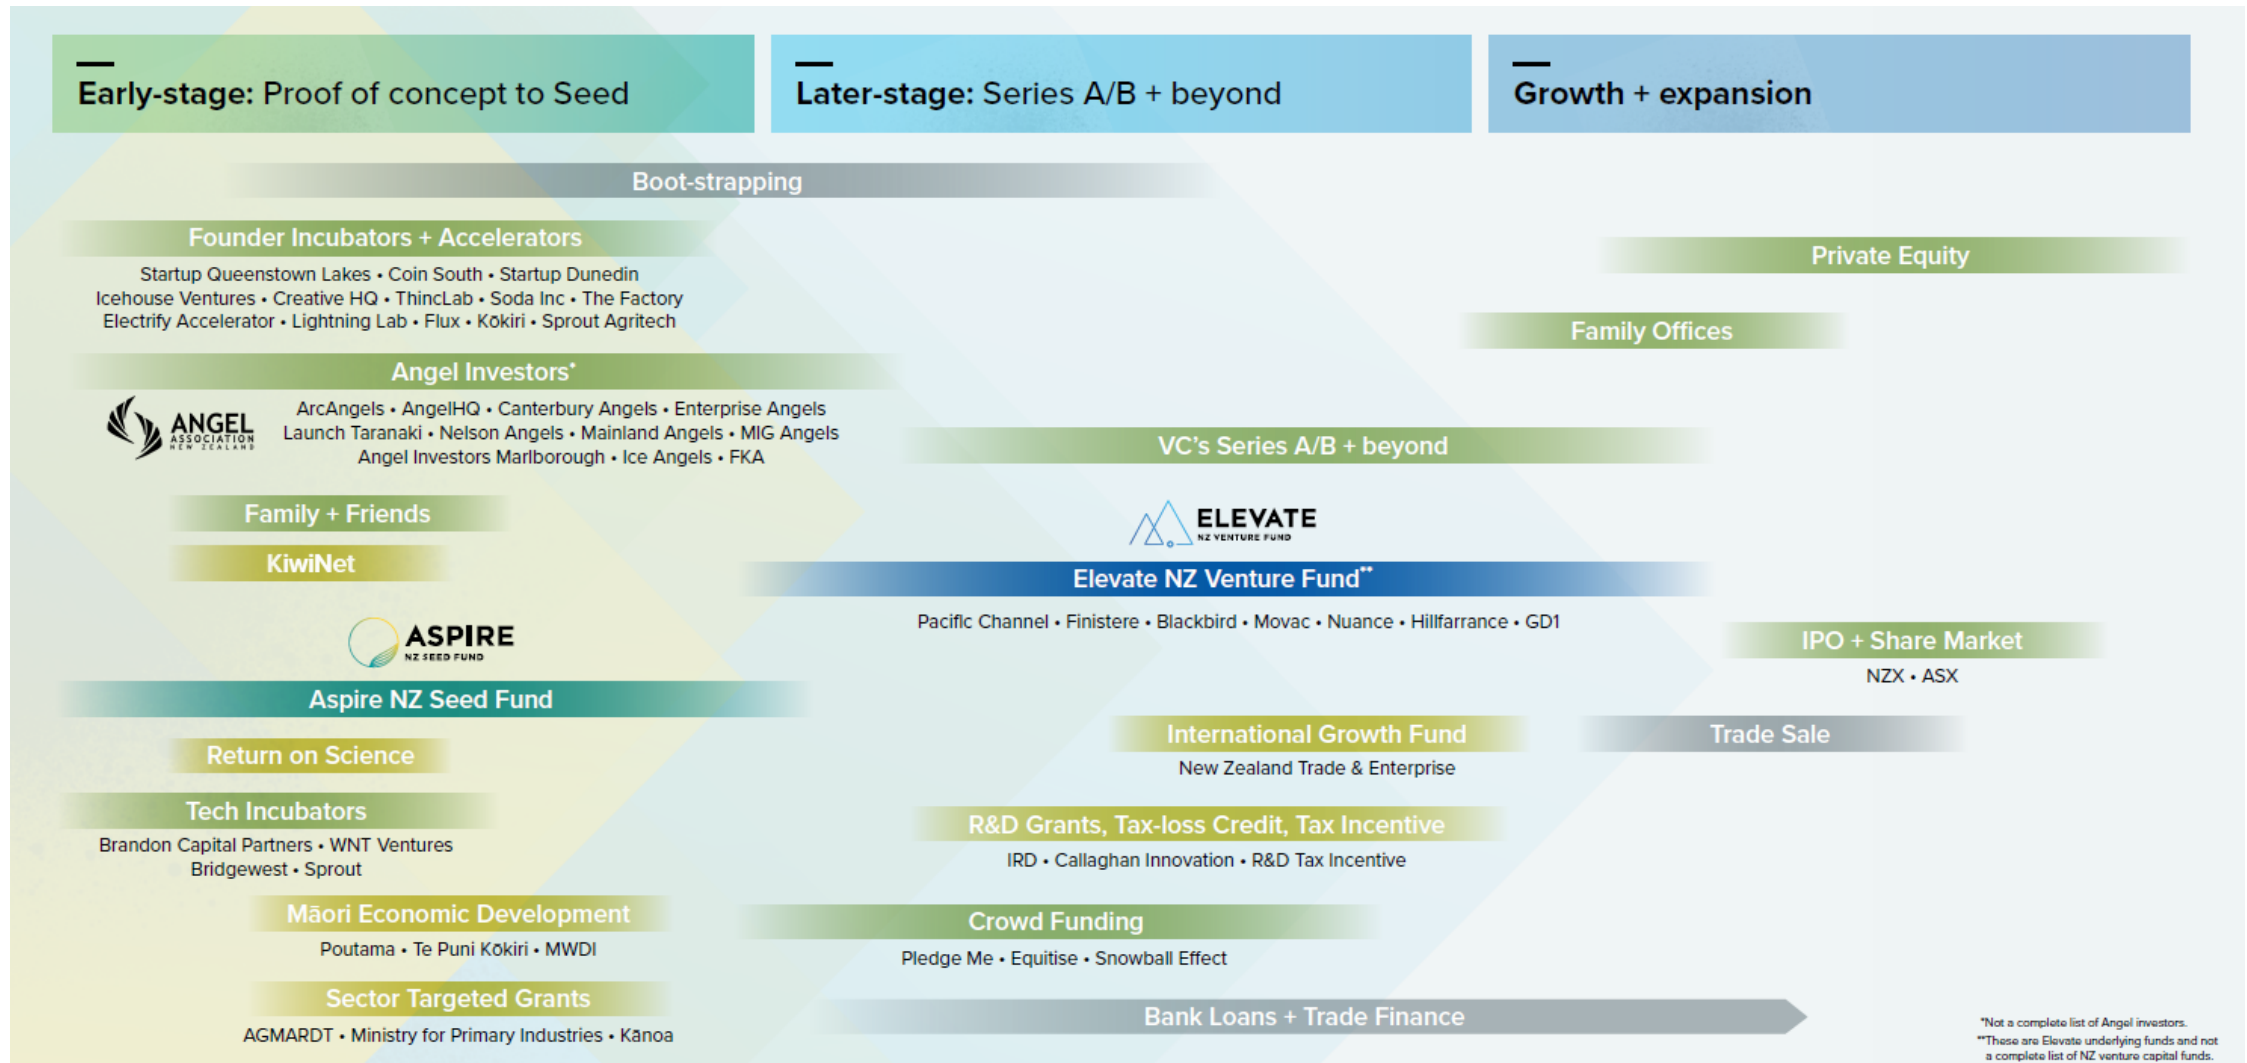 Early-stage: Proof of concept to Seed
Later-stage: Series A/B + beyond
Growth + expansion
Boot-strapping
Founder Incubators + Accelerators
Startup Queenstown Lakes • Coin South • Startup Dunedin
Icehouse Ventures • Creative HQ • ThincLab • Soda Inc • The Factory
Electrify Accelerator • Lightning Lab • Flux • Kōkiri • Sprout Agritech
Private Equity
Family Offices
Angel Investors*
ANGEL
ASSOCIATION
NEW ZEALAND
ArcAngels • AngelHQ • Canterbury Angels • Enterprise Angels
Launch Taranaki • Nelson Angels • Mainland Angels • MIG Angels
Angel Investors Marlborough • Ice Angels • FKA
VC's Series A/B + beyond
Family + Friends
KiwiNet
ELEVATE
NZ VENTURE FUND
Elevate NZ Venture Fund**
Pacific Channel • Finistere • Blackbird • Movac • Nuance • Hillfarrance • GD1
ASPIRE
NZ SEED FUND
Aspire NZ Seed Fund
IPO + Share Market
NZX • ASX
Return on Science
International Growth Fund
New Zealand Trade & Enterprise
Trade Sale
Tech Incubators
Brandon Capital Partners • WNT Ventures
Bridgewest • Sprout
R&D Grants, Tax-loss Credit, Tax Incentive
IRD • Callaghan Innovation • R&D Tax Incentive
Māori Economic Development
Poutama • Te Puni Kōkiri • MWDI
Crowd Funding
Pledge Me • Equitise • Snowball Effect
Sector Targeted Grants
AGMARDT • Ministry for Primary Industries • Kānoa
Bank Loans + Trade Finance
*Not a complete list of Angel investors.
**These are Elevate underlying funds and not
a complete list of NZ venture capital funds.